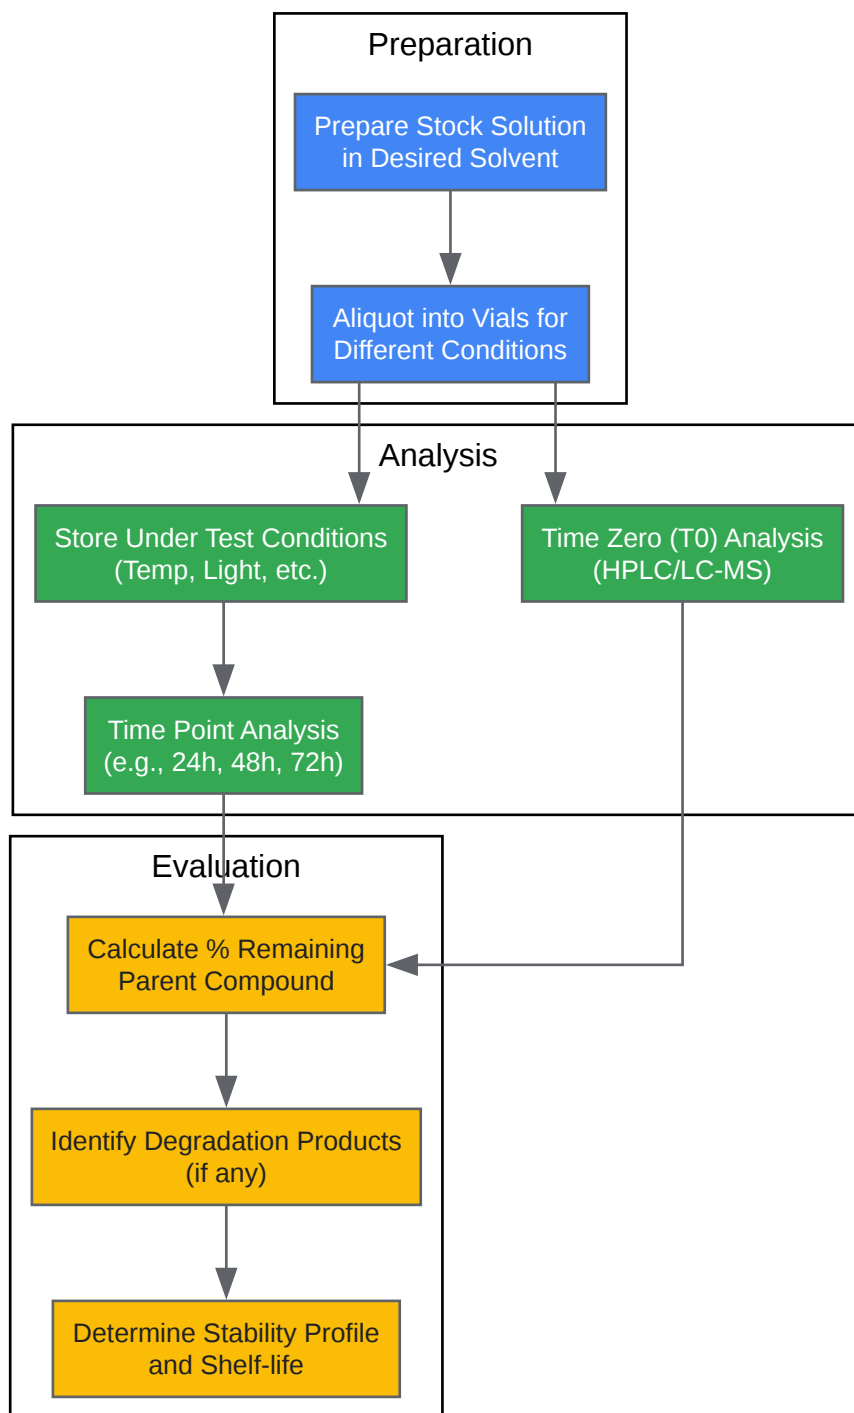 Preparation
Prepare Stock Solution
in Desired Solvent
Aliquot into Vials for
Different Conditions
Analysis
Store Under Test Conditions
(Temp, Light, etc.)
Time Zero (T0) Analysis
(HPLC/LC-MS)
Time Point Analysis
(e.g., 24h, 48h, 72h)
Evaluation
Calculate % Remaining
Parent Compound
Identify Degradation Products
(if any)
Determine Stability Profile
and Shelf-life